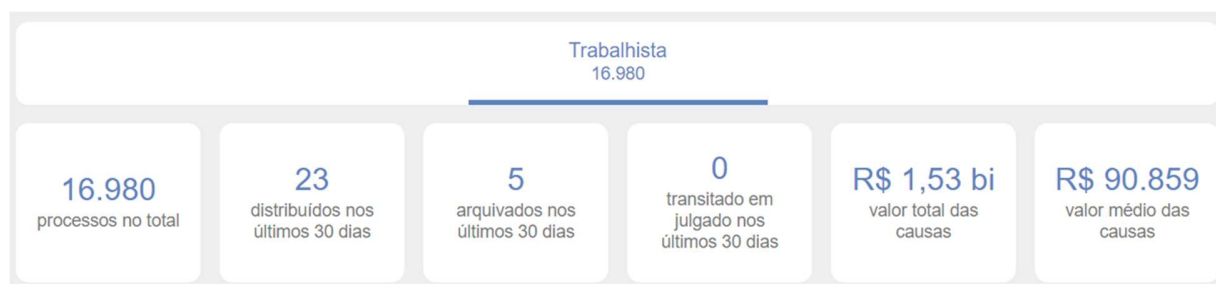 Trabalhista
16.980
16.980
processos no total
23
distribuídos nos
últimos 30 dias
5
arquivados nos
últimos 30 dias
0
transitado em
julgado nos
últimos 30 dias
R$ 1,53 bi
valor total das
causas
R$ 90.859
valor médio das
causas